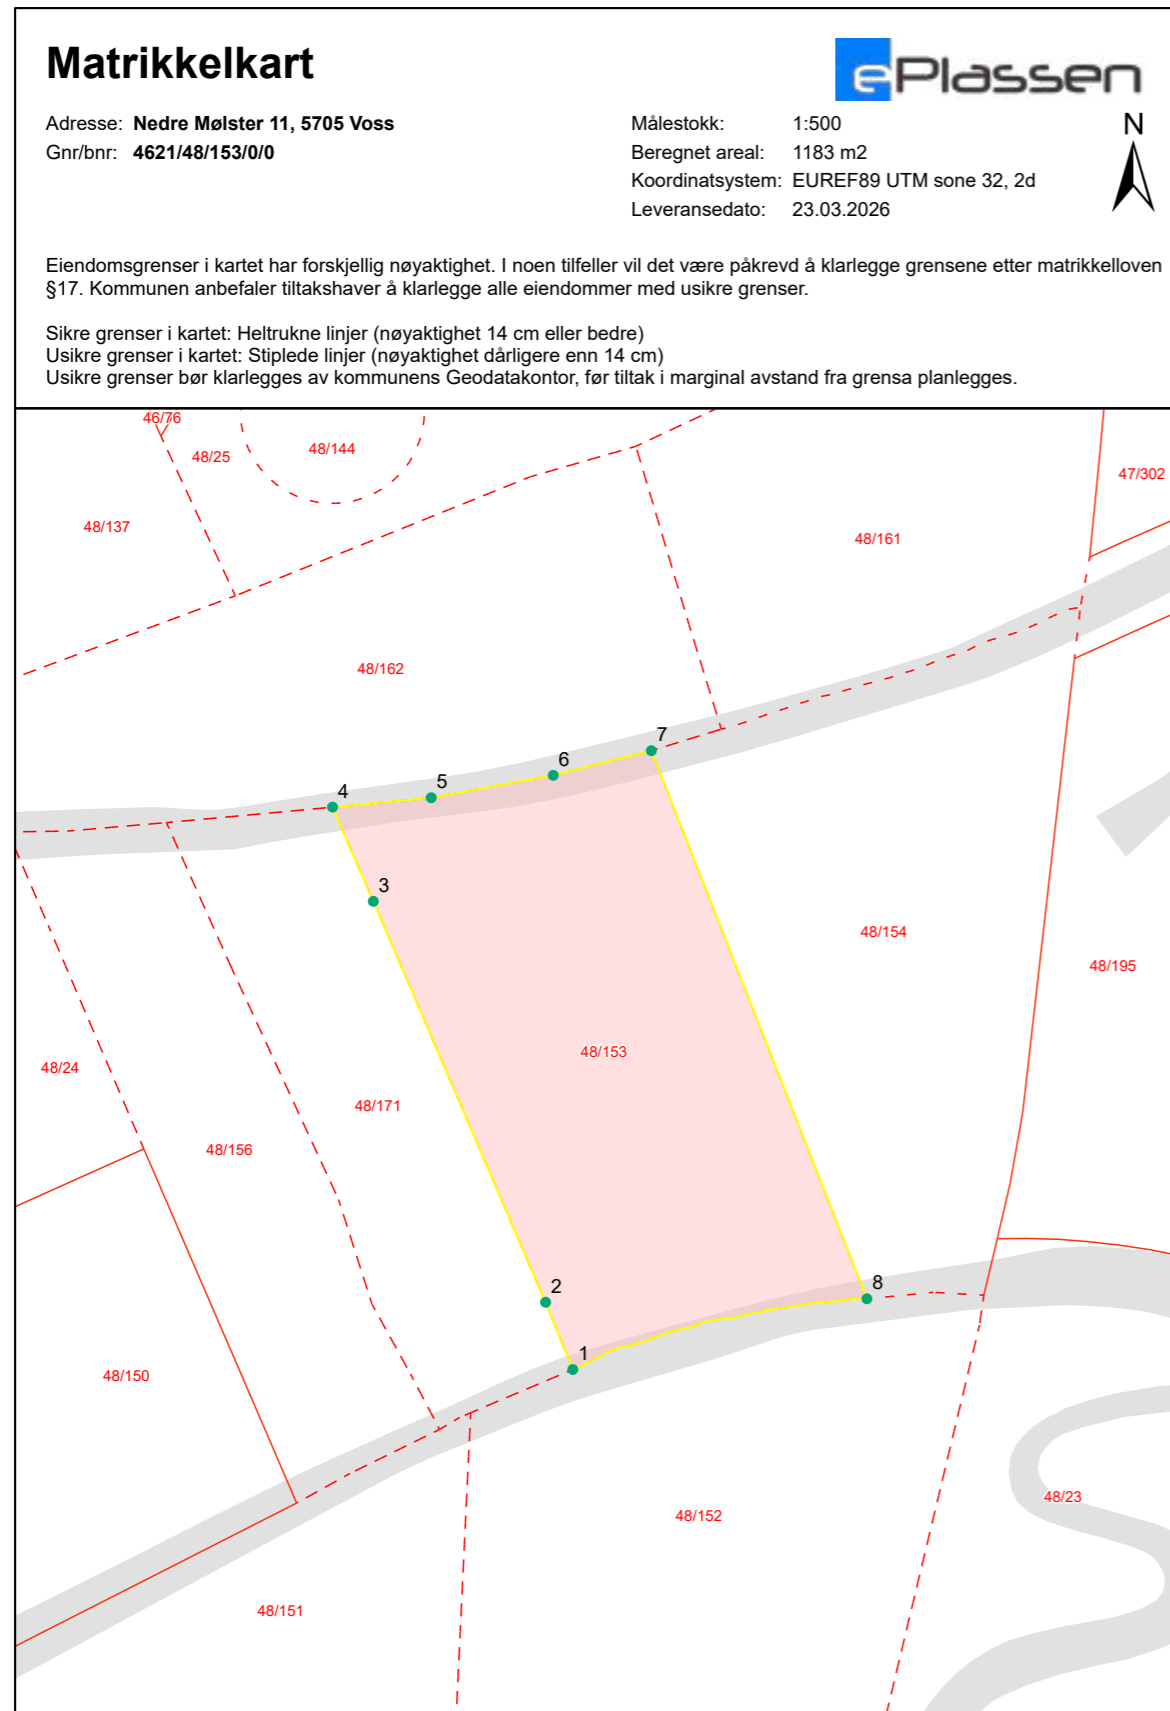 Matrikkelkart
ePlassen
Adresse: Nedre Mølster 11, 5705 Voss
Gnr/bnr: 4621/48/153/0/0
Målestokk: 1:500
Beregnet areal: 1183 m2
Koordinatsystem: EUREF89 UTM sone 32, 2d
Leveransedato: 23.03.2026
N
Eiendomsgrenser i kartet har forskjellig nøyaktighet. I noen tilfeller vil det være påkrevd å klarlegge grensene etter matrikkelloven
§17. Kommunen anbefaler tiltakshaver å klarlegge alle eiendommer med usikre grenser.
Sikre grenser i kartet: Heltrukne linjer (nøyaktighet 14 cm eller bedre)
Usikre grenser i kartet: Stiplede linjer (nøyaktighet dårligere enn 14 cm)
Usikre grenser bør klarlegges av kommunens Geodatakontor, før tiltak i marginal avstand fra grensa planlegges.
46/76
48/25
48/144
47/302
48/137
48/161
48/162
7
6
5
4
3
48/154
48/195
48/153
48/24
48/171
48/156
8
2
1
48/150
48/23
48/152
48/151